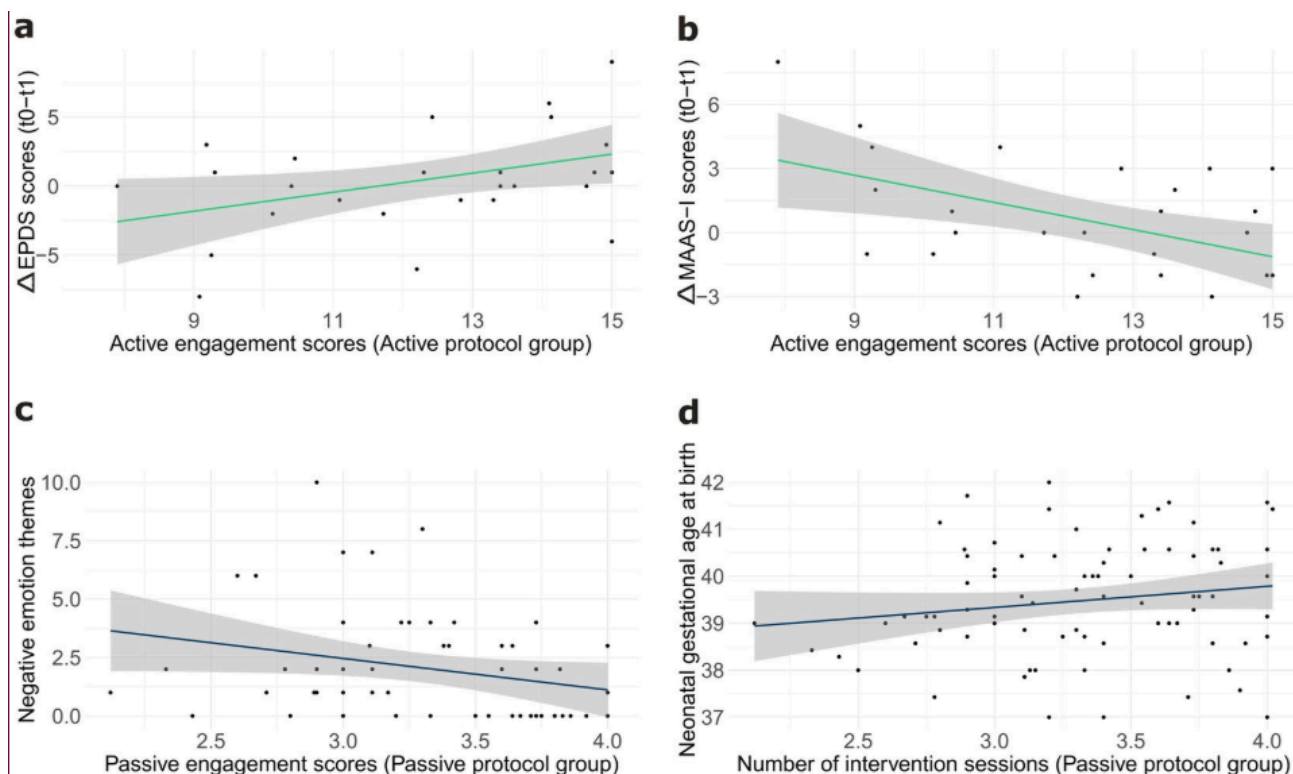 a
ΔEPDS scores (t0-t1)
5
0
−5
9
11
13
15
Active engagement scores (Active protocol group)
b
ΔMAAS-I scores (t0-t1)
6
3
0
−3
9
11
13
15
Active engagement scores (Active protocol group)
c
Negative emotion themes
10.0
7.5
5.0
2.5
0.0
2.5
3.0
3.5
4.0
Passive engagement scores (Passive protocol group)
d
Neonatal gestational age at birth
42
41
40
39
38
37
2.5
3.0
3.5
4.0
Number of intervention sessions (Passive protocol group)